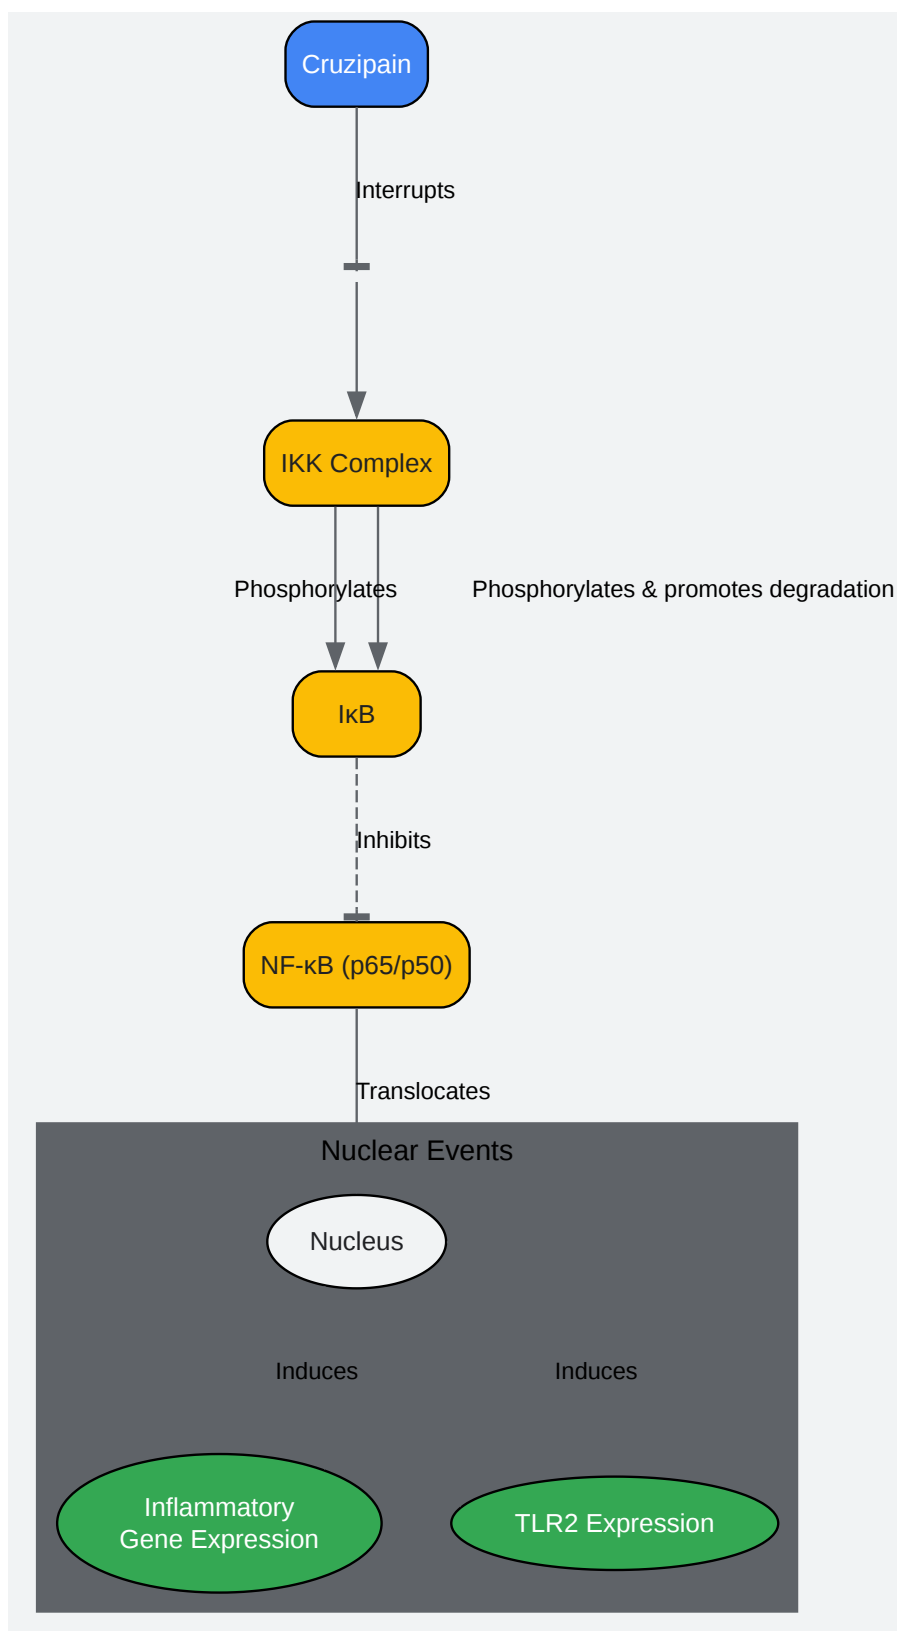 Cruzipain
Interrupts
IKK Complex
Phosphorylates
Phosphorylates & promotes degradation
IκB
Inhibits
NF-κB (p65/p50)
Translocates
Nuclear Events
Nucleus
Induces
Induces
Inflammatory
Gene Expression
TLR2 Expression